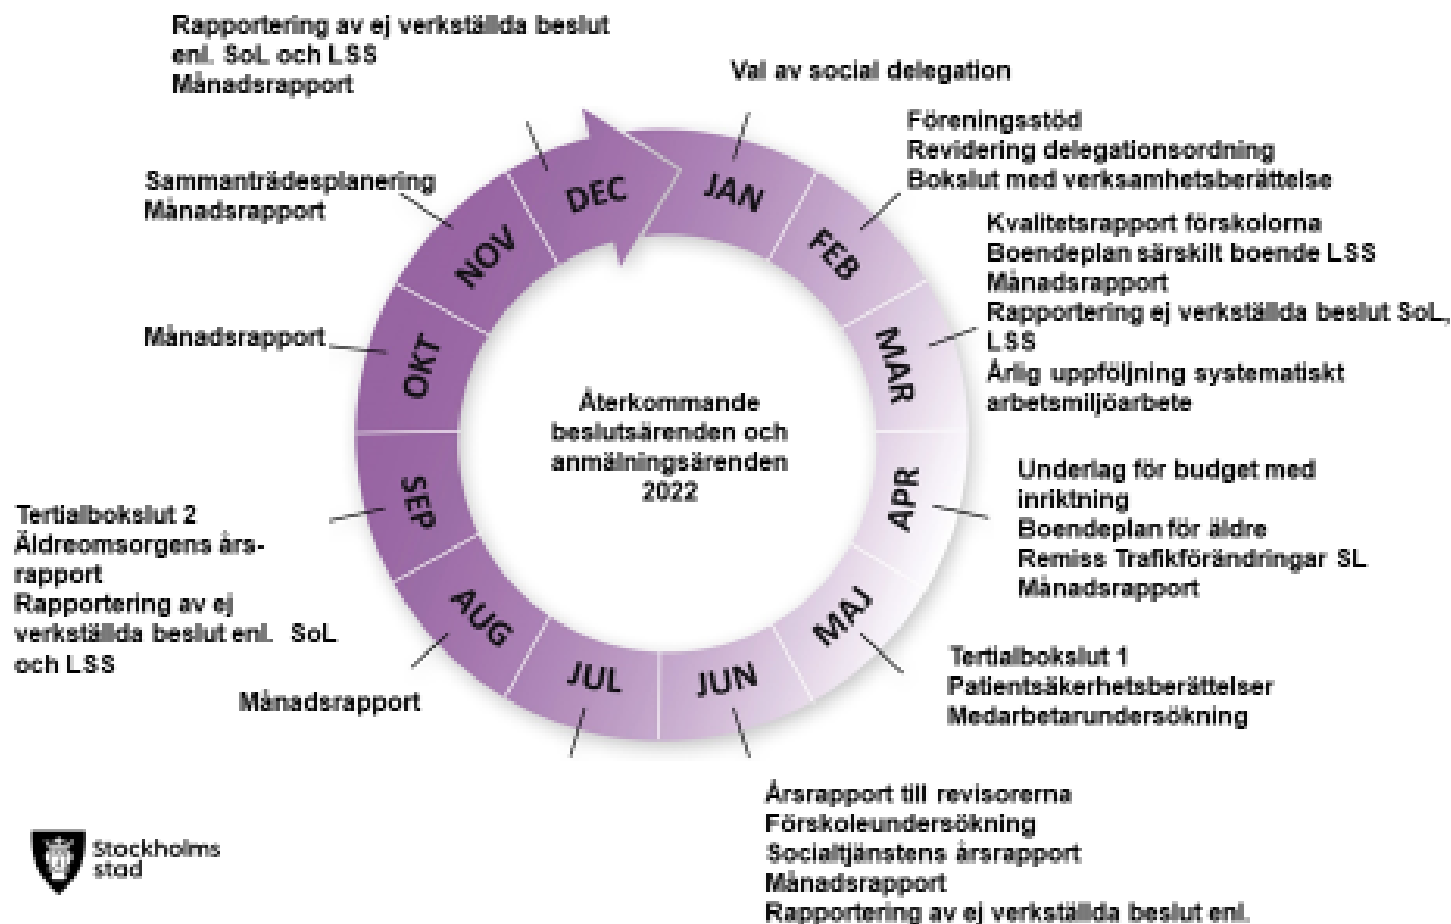 Rapportering av ej verkställda beslut
enl. SoL och LSS
Månadsrapport
Val av social delegation
Föreningsstöd
Revidering delegationsordning
Bokslut med verksamhetsberättelse
Sammanträdesplanering
Månadsrapport
Kvalitetsrapport förskolorna
Boendeplan särskilt boende LSS
Månadsrapport
Rapportering ej verkställda beslut SoL,
LSS
Årlig uppföljning systematiskt
arbetsmiljöarbete
Månadsrapport
DEC
JAN
FEB
MAR
APR
MAJ
JUN
JUL
AUG
SEP
OKT
NOV
Återkommande
beslutsärenden och
anmälningsärenden
2022
Underlag för budget med
inriktning
Boendeplan för äldre
Remiss Trafikförändringar SL
Månadsrapport
Tertialbokslut 2
Äldreomsorgens års-
rapport
Rapportering av ej
verkställda beslut enl. SoL
och LSS
Månadsrapport
Tertialbokslut 1
Patientsäkerhetsberättelser
Medarbetarundersökning
Årsrapport till revisorerna
Förskoleundersökning
Socialtjänstens årsrapport
Månadsrapport
Rapportering av ej verkställda beslut enl.
Stockholms
stad